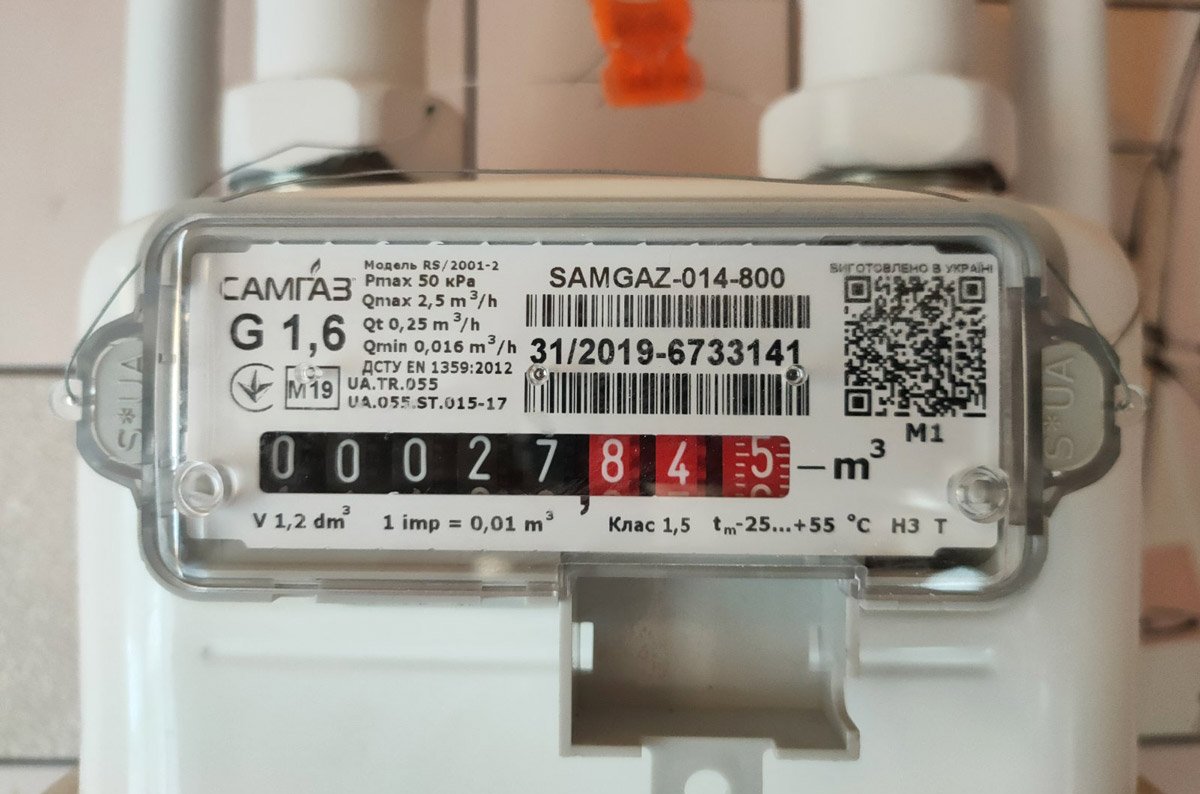 САМГАЗ
G 1,6
M19
Модель RS/2001-2
Pmax 50 кPa
Qmax 2,5 m³/h
Qt 0,25 m³/h
Qmin 0,016 m³/h
ДСТУ EN 1359:2012
UA.TR.055
UA.055.ST.015-17
SAMGAZ-014-800
31/2019-6733141
ВИГОТОВЛЕНО В УКРАЇНІ
M1
S*UA
S*UA
00027,845 m³
V 1,2 dm³ 1 imp = 0,01 m³ Клас 1,5 tm-25...+55 °C H3 T